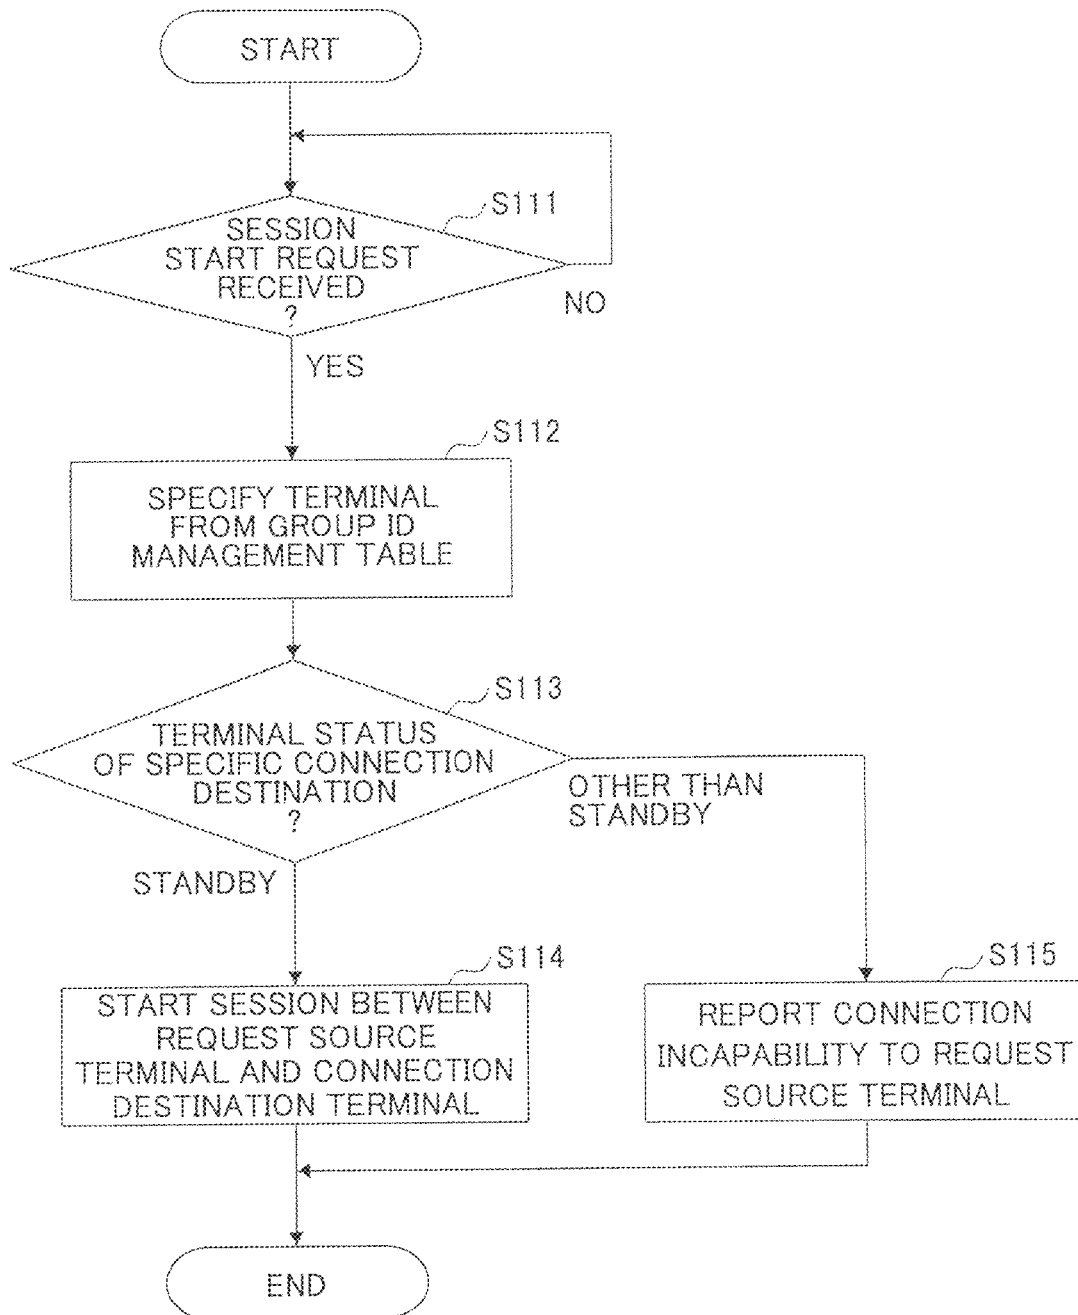 START
S111
SESSION
START REQUEST
RECEIVED
?
NO
YES
S112
SPECIFY TERMINAL
FROM GROUP ID
MANAGEMENT TABLE
S113
TERMINAL STATUS
OF SPECIFIC CONNECTION
DESTINATION
?
OTHER THAN
STANDBY
STANDBY
S114
START SESSION BETWEEN
REQUEST SOURCE
TERMINAL AND CONNECTION
DESTINATION TERMINAL
S115
REPORT CONNECTION
INCAPABILITY TO REQUEST
SOURCE TERMINAL
END